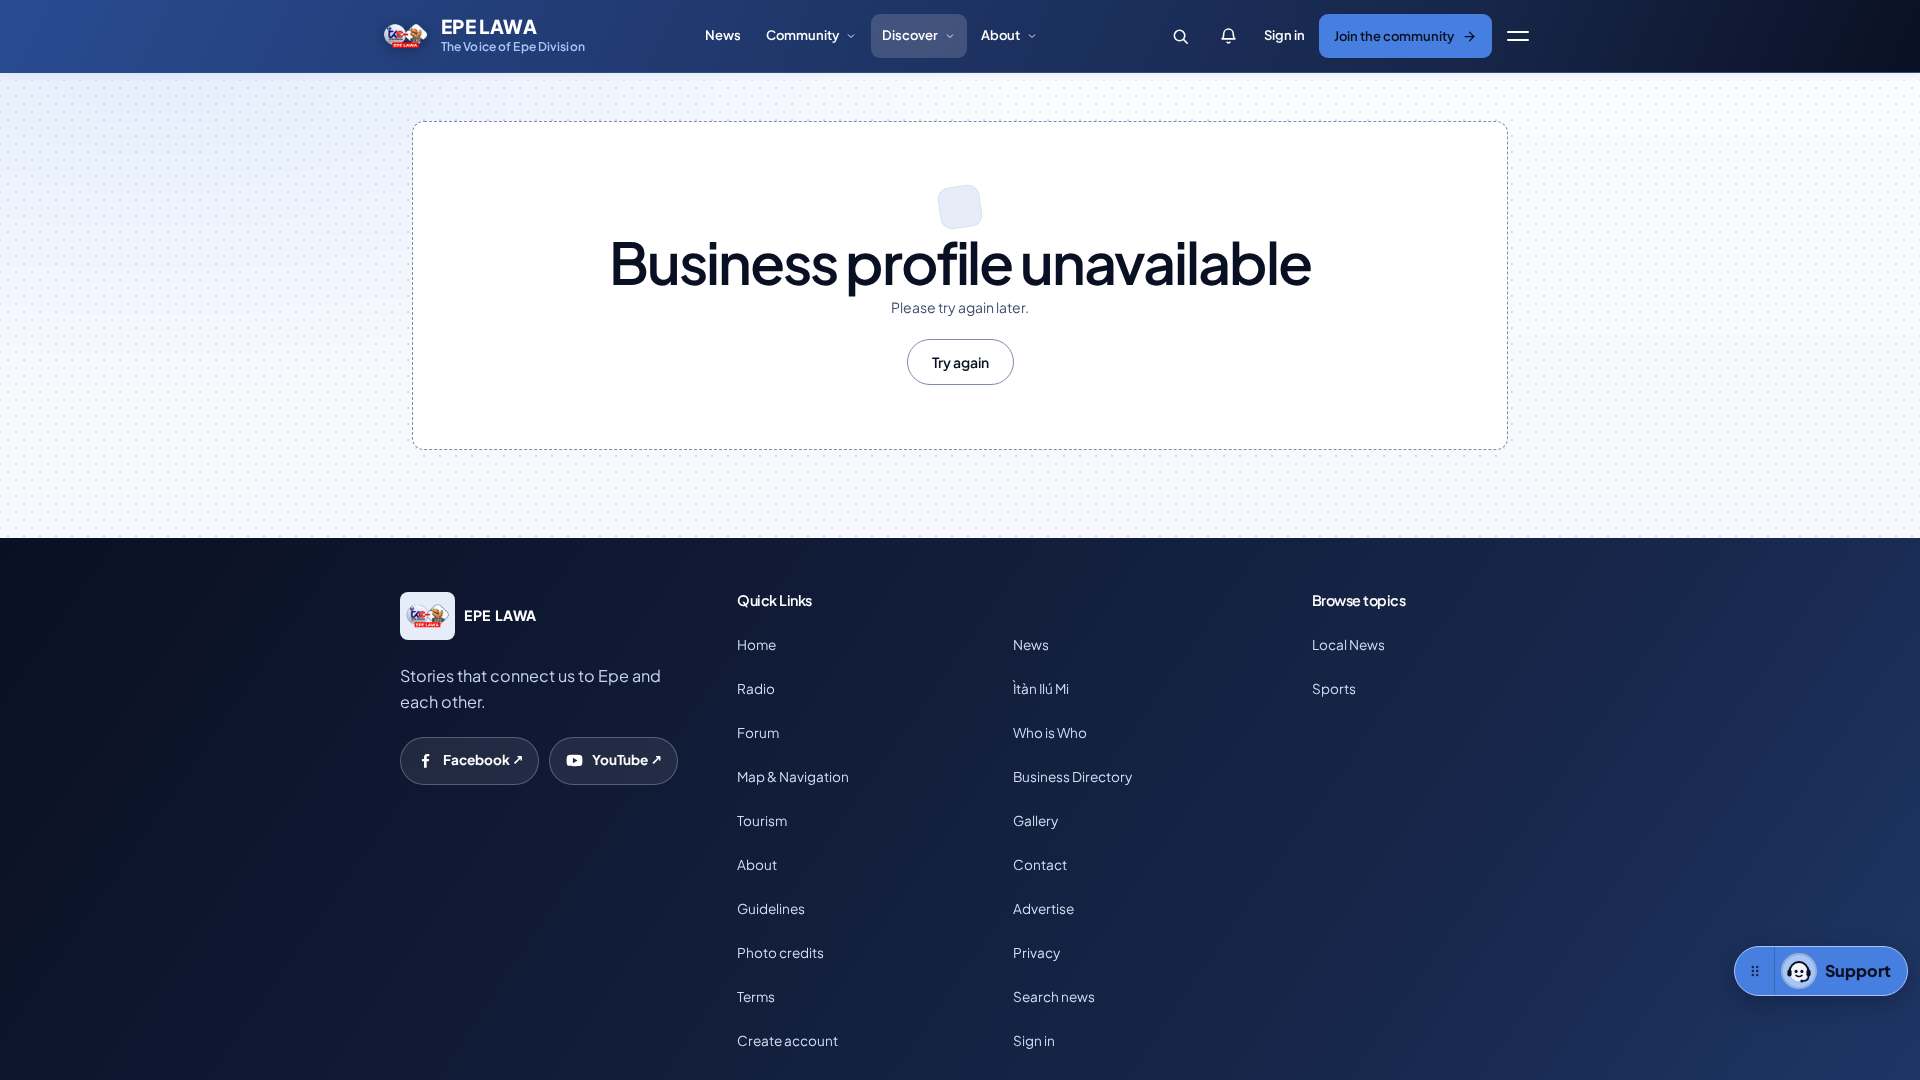 EPE LAWA
The Voice of Epe Division
News
Community
Discover
About
Sign in
Join the community
Business profile unavailable
Please try again later.
Try again
EPE LAWA
Stories that connect us to Epe and
each other.
Facebook ↗
YouTube ↗
Quick Links
Home
News
Radio
Ìtàn Ilú Mi
Forum
Who is Who
Map & Navigation
Business Directory
Tourism
Gallery
About
Contact
Guidelines
Advertise
Photo credits
Privacy
Terms
Search news
Create account
Sign in
Browse topics
Local News
Sports
Support